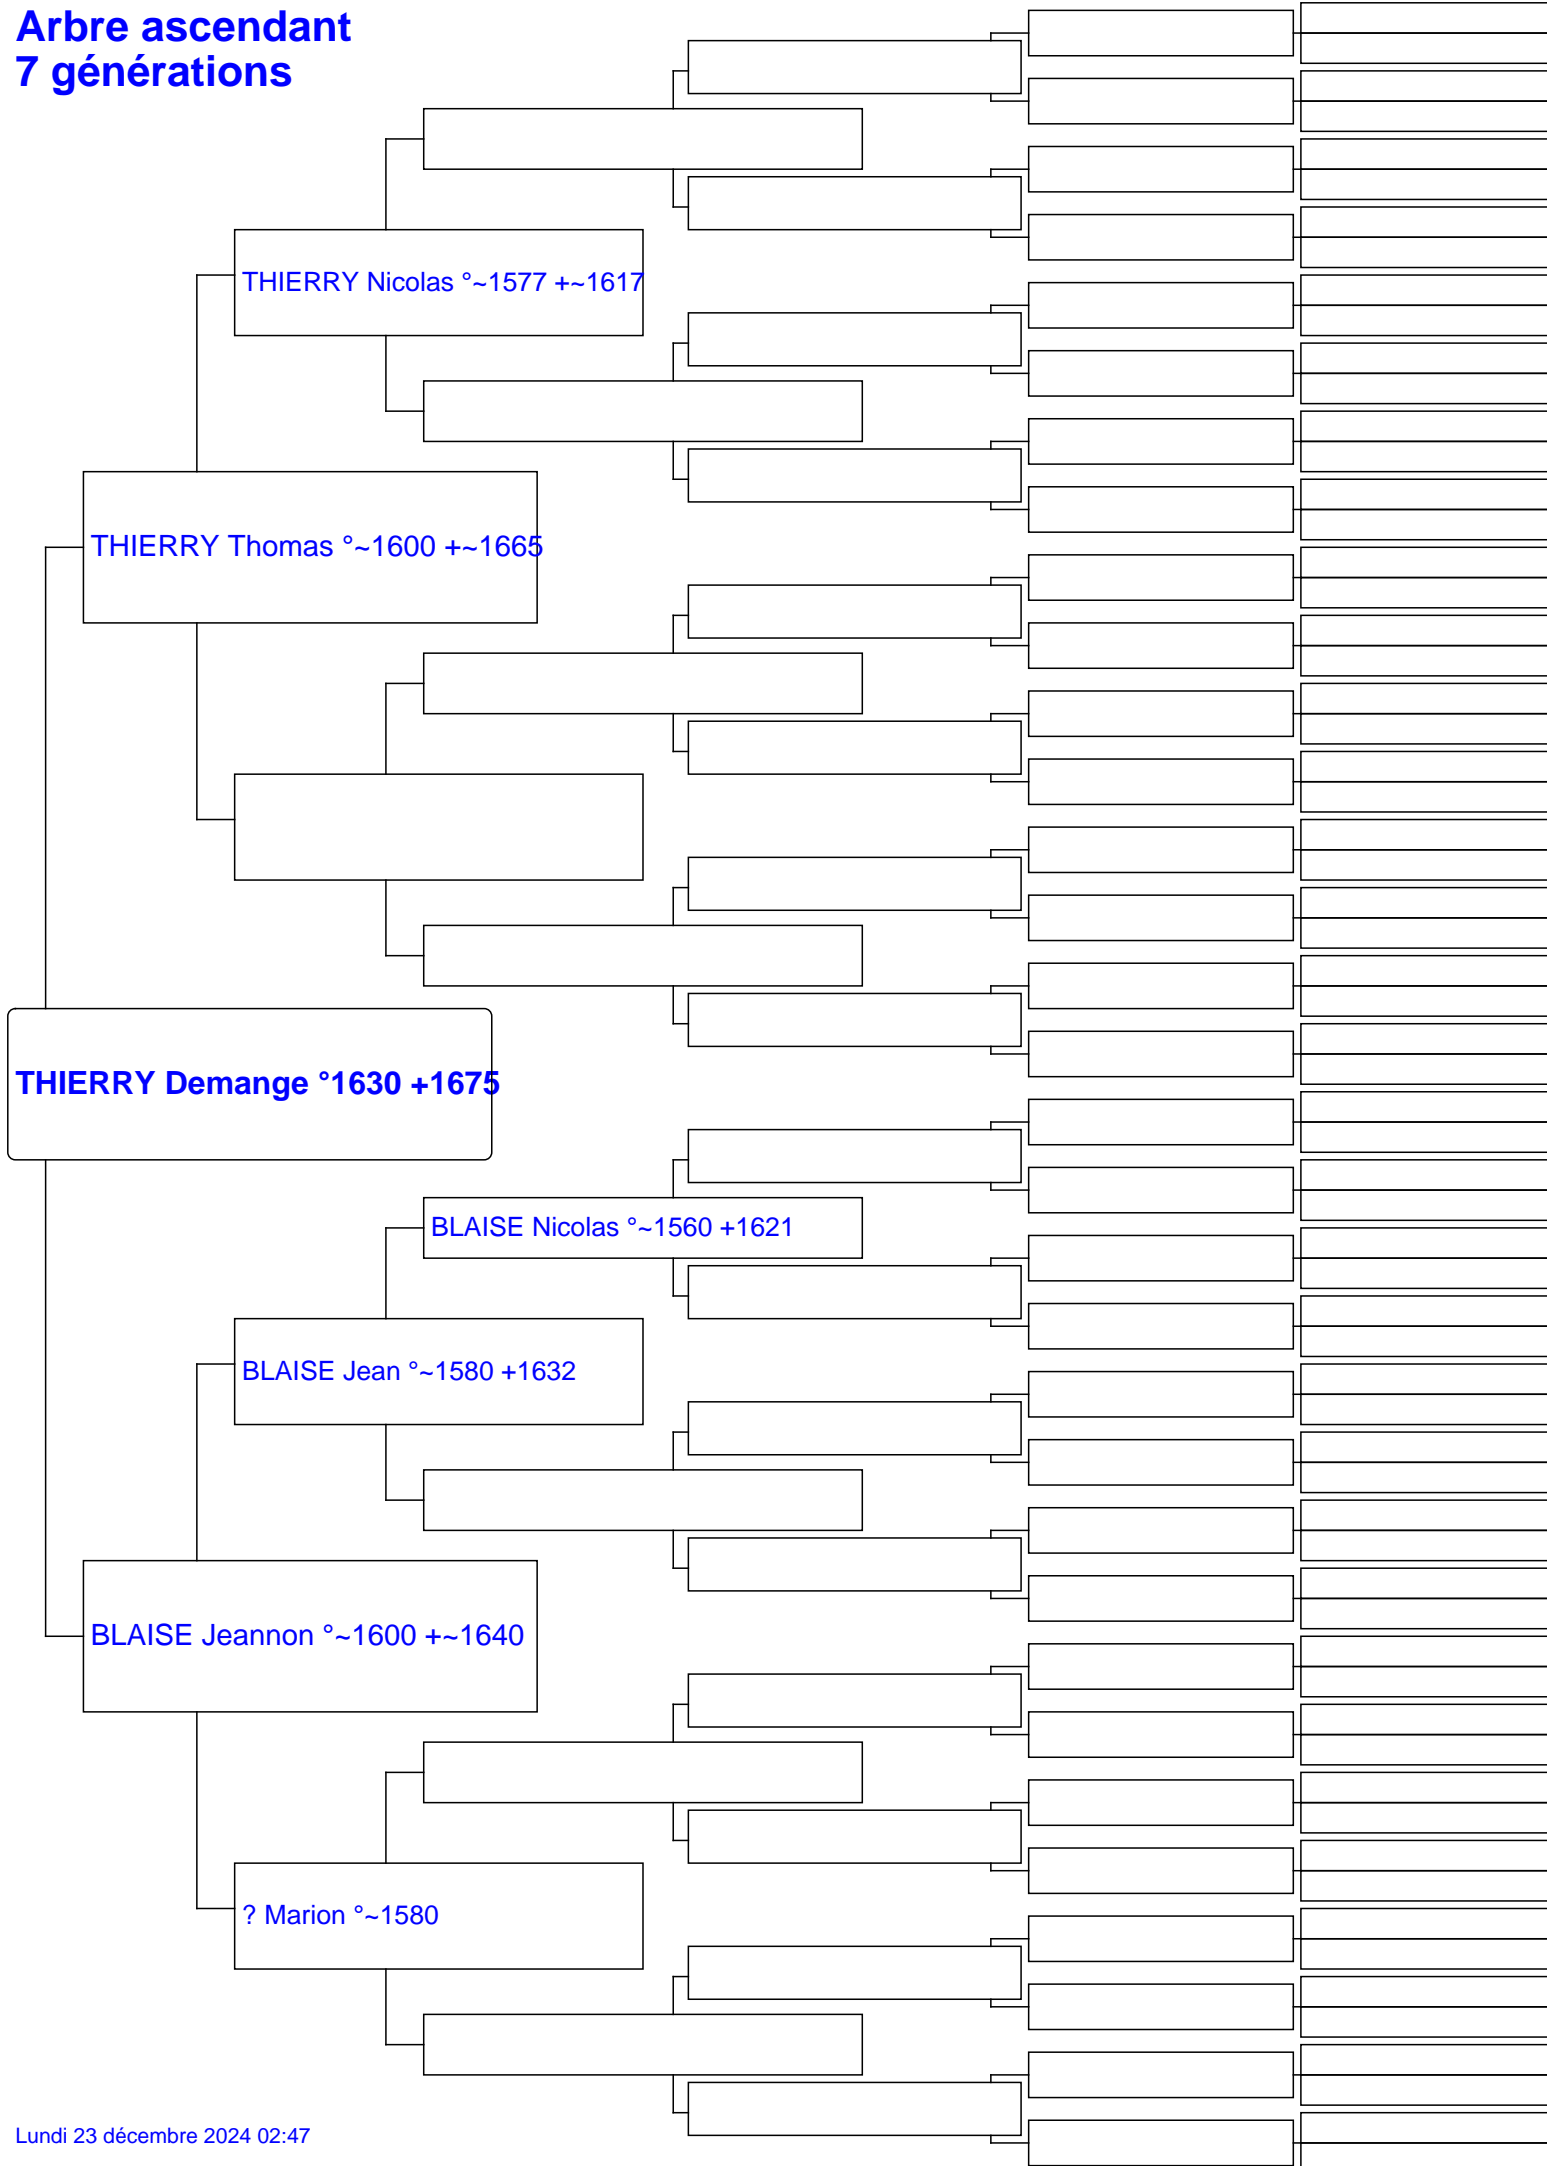 Arbre ascendant
7 générations
THIERRY Nicolas °~1577 +~1617
THIERRY Thomas °~1600 +~1665
THIERRY Demange °1630 +1675
BLAISE Nicolas °~1560 +1621
BLAISE Jean °~1580 +1632
BLAISE Jeannon °~1600 +~1640
? Marion °~1580
Lundi 23 décembre 2024 02:47